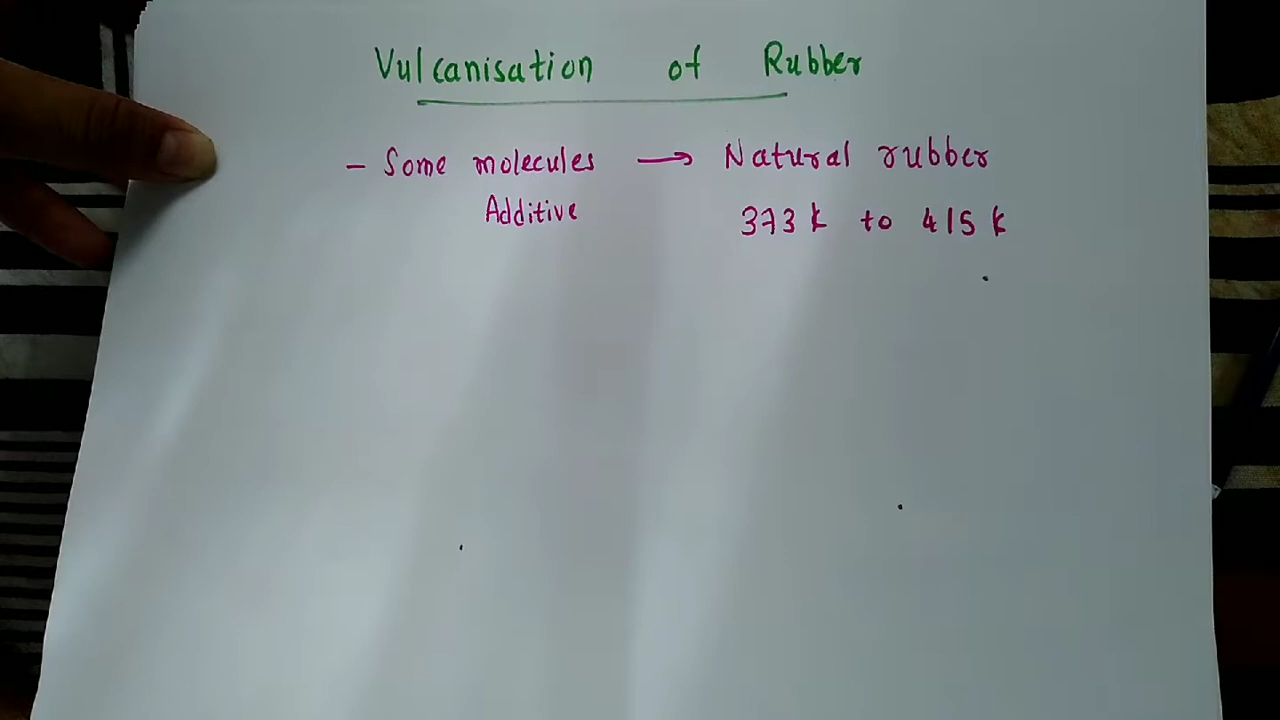 Vulcanisation of Rubber
- Some molecules → Natural rubber
Additive 373 k to 415 k